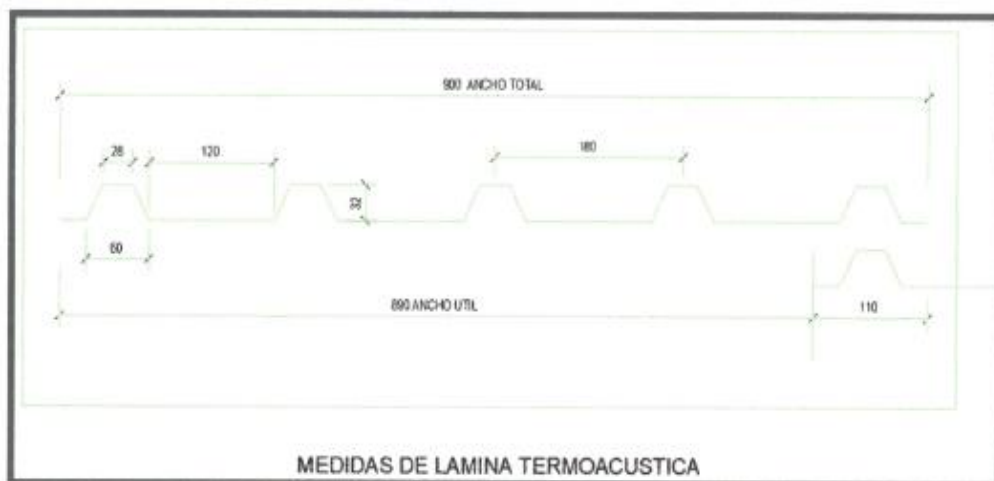 900 ANCHO TOTAL
28
120
180
32
60
890 ANCHO UTIL
110
MEDIDAS DE LAMINA TERMOACUSTICA